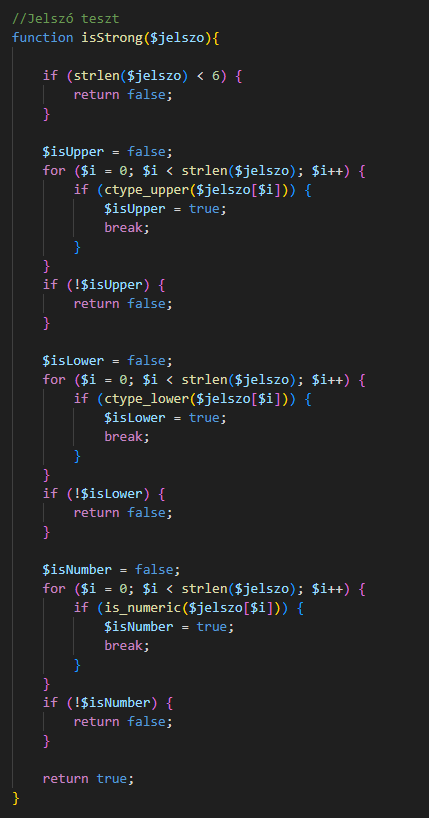 //Jelszó teszt
function isStrong($jelszo){
if (strlen($jelszo) < 6) {
return false;
}
$isUpper = false;
for ($i = 0; $i < strlen($jelszo); $i++) {
if (ctype_upper($jelszo[$i])) {
$isUpper = true;
break;
}
}
if (!$isUpper) {
return false;
}
$isLower = false;
for ($i = 0; $i < strlen($jelszo); $i++) {
if (ctype_lower($jelszo[$i])) {
$isLower = true;
break;
}
}
if (!$isLower) {
return false;
}
$isNumber = false;
for ($i = 0; $i < strlen($jelszo); $i++) {
if (is_numeric($jelszo[$i])) {
$isNumber = true;
break;
}
}
if (!$isNumber) {
return false;
}
return true;
}